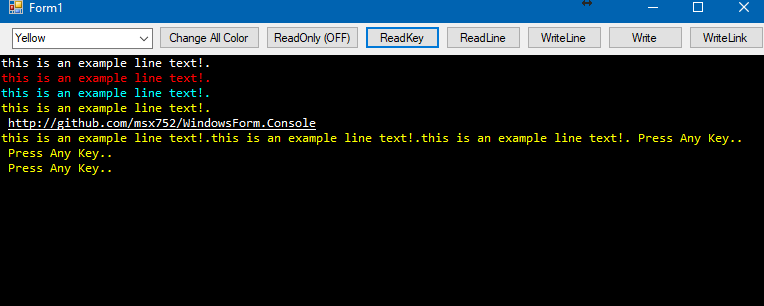 Form1
Yellow Change All Color ReadOnly (OFF) ReadKey ReadLine WriteLine Write WriteLink
this is an example line text!.
this is an example line text!.
this is an example line text!.
this is an example line text!.
http://github.com/msx752/WindowsForm.Console
this is an example line text!.this is an example line text!.this is an example line text!. Press Any Key..
Press Any Key..
Press Any Key..